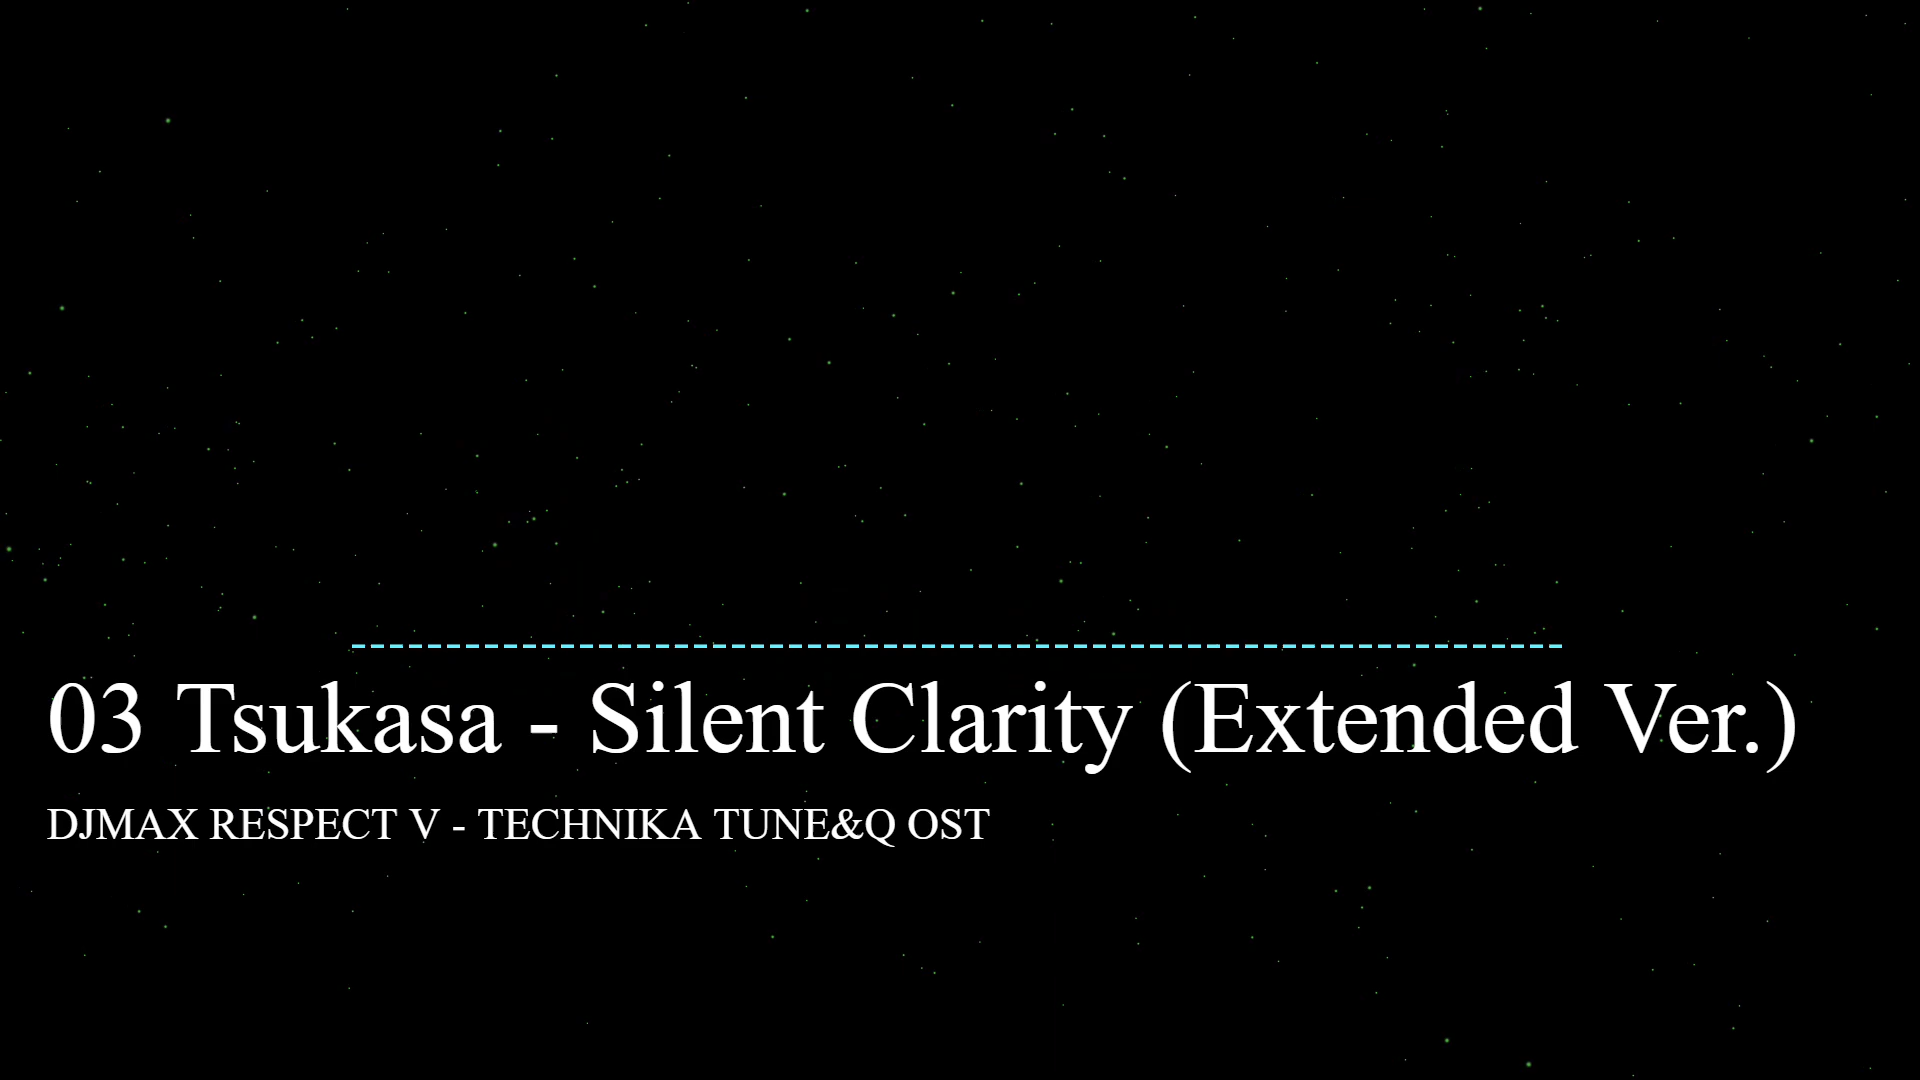 03 Tsukasa - Silent Clarity (Extended Ver.)
DJMAX RESPECT V - TECHNIKA TUNE&Q OST